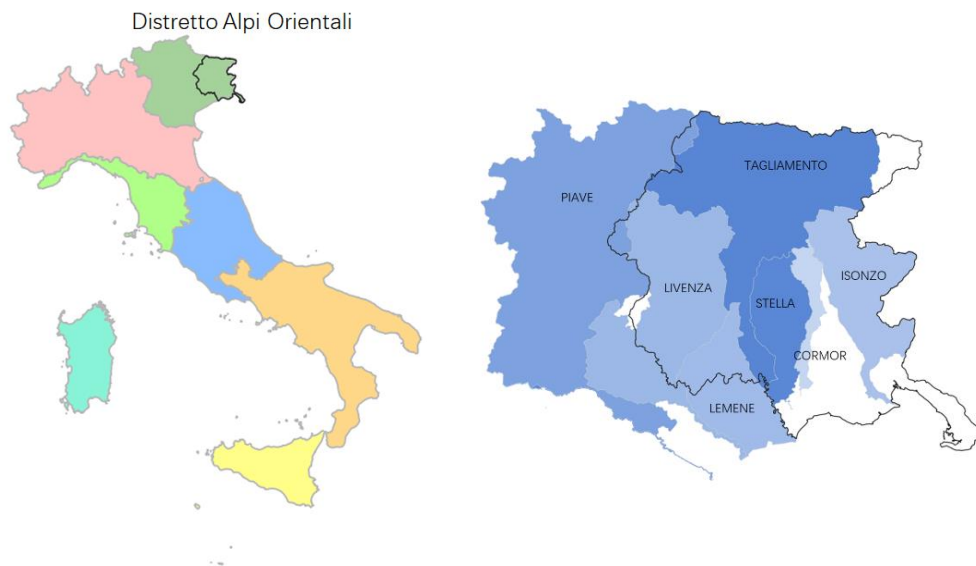 Distretto Alpi Orientali
TAGLIAMENTO
PIAVE
ISONZO
LIVENZA
STELLA
CORMOR
LEMENE